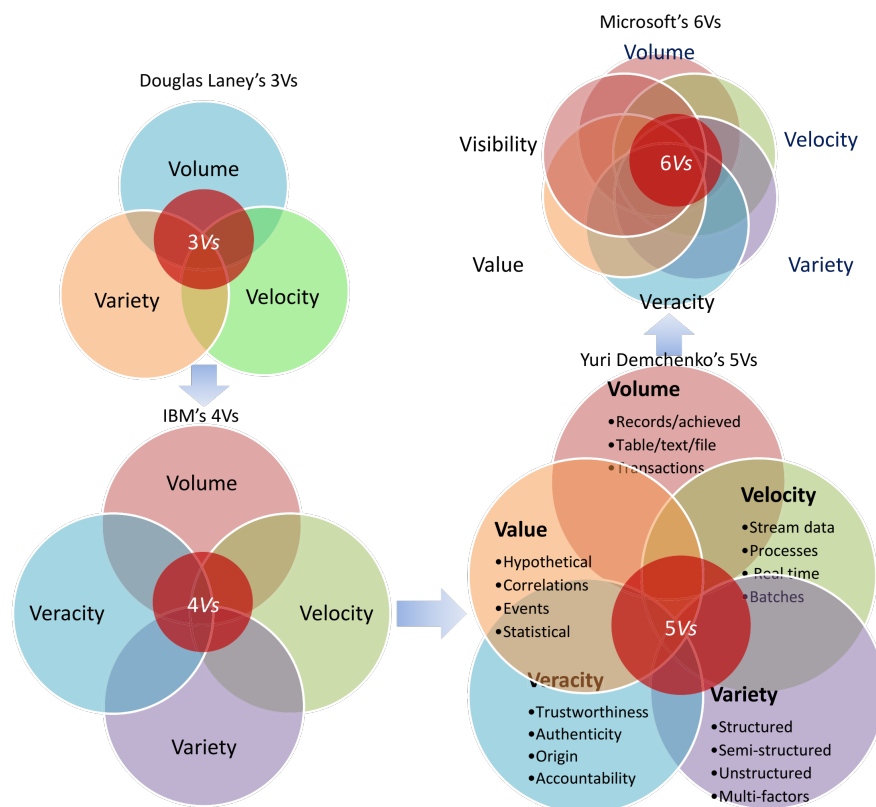 Douglas Laney's 3Vs
Volume
3Vs
Variety
Velocity
IBM's 4Vs
Volume
Veracity
4Vs
Velocity
Variety
Yuri Demchenko's 5Vs
Volume
•Records/achieved
•Table/text/file
•Transactions
Velocity
•Stream data
•Processes
•Real time
•Batches
Value
•Hypothetical
•Correlations
•Events
•Statistical
5Vs
Veracity
•Trustworthiness
•Authenticity
•Origin
•Accountability
Variety
•Structured
•Semi-structured
•Unstructured
•Multi-factors
Microsoft's 6Vs
Volume
Visibility
Velocity
6Vs
Value
Variety
Veracity